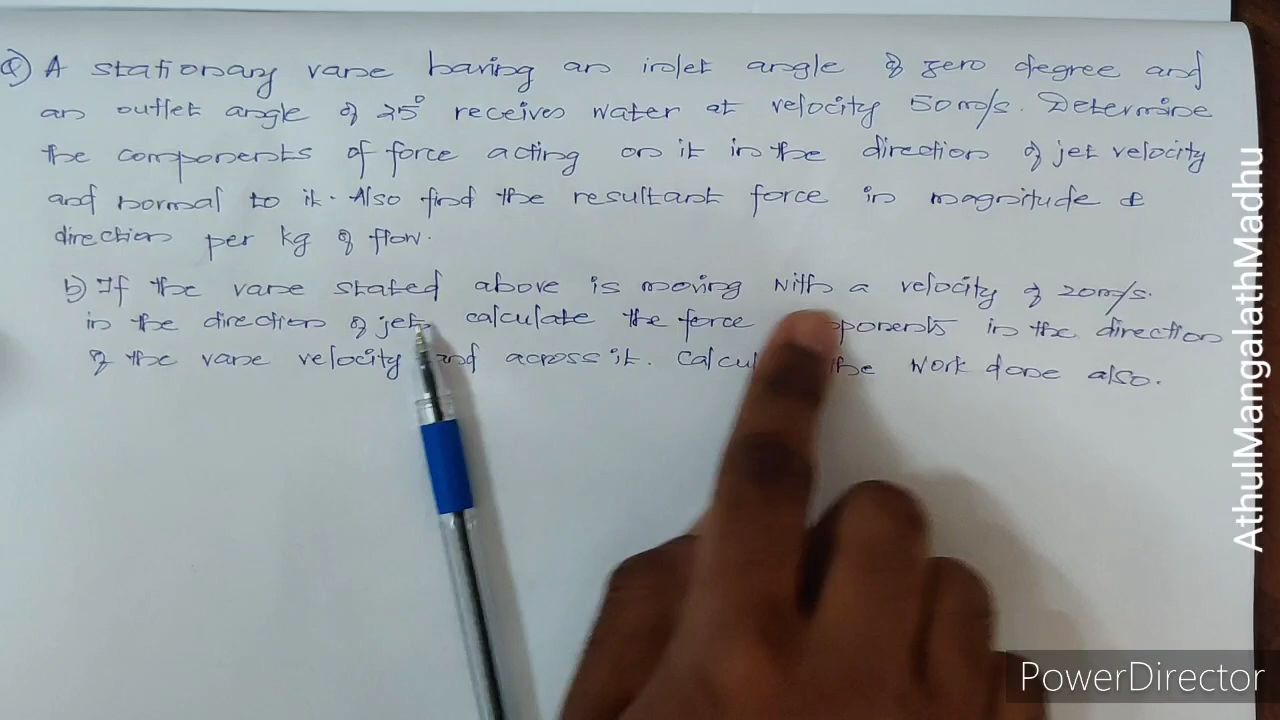 Q) A stationary vane having an inlet angle of zero degree and
an outlet angle of 25° receives water at velocity 50m/s. Determine
the components of force acting on it in the direction of jet velocity
and normal to it. Also find the resultant force in magnitude &
direction per kg of flow.
b) If the vane stated above is moving with a velocity of 20m/s.
in the direction of jet, calculate the force ponents in the direction
of the vane velocity and across it. Calcul the work done also.
AthulMangalathMadhu
PowerDirector